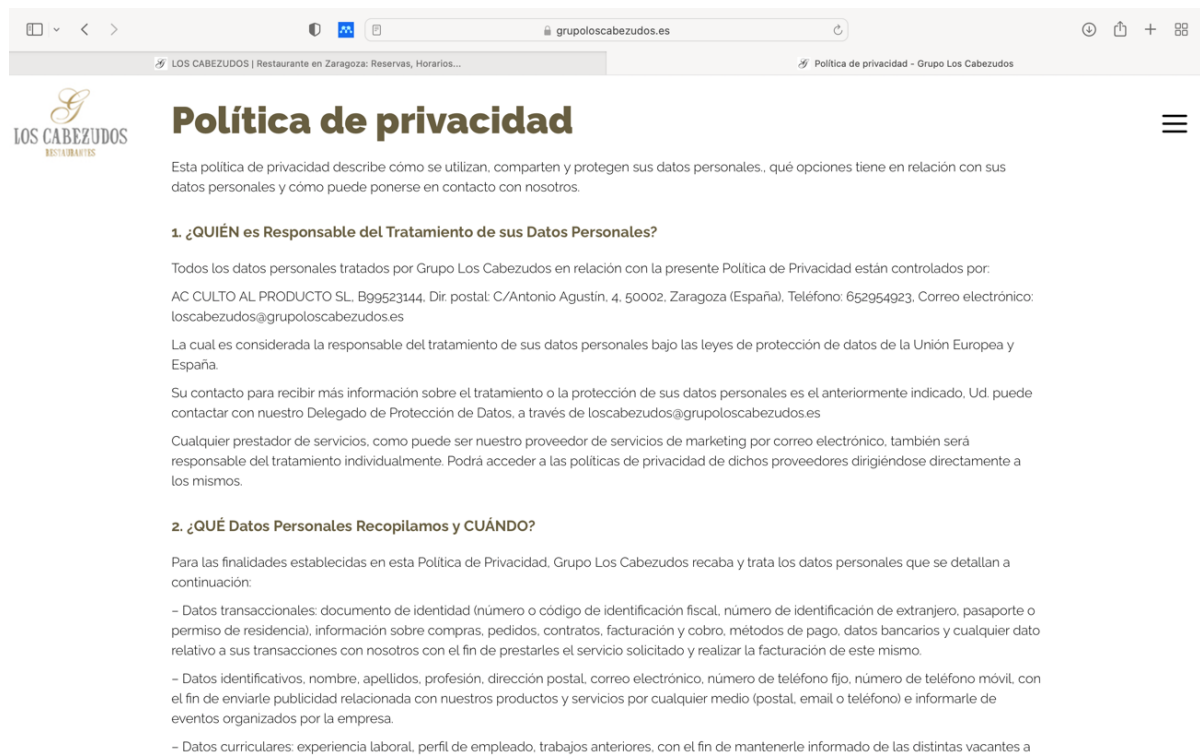 grupoloscabezudos.es
LOS CABEZUDOS | Restaurante en Zaragoza: Reservas, Horarios...
Política de privacidad - Grupo Los Cabezudos
G
LOS CABEZUDOS
RESTAURANTES
Política de privacidad
Esta política de privacidad describe cómo se utilizan, comparten y protegen sus datos personales., qué opciones tiene en relación con sus
datos personales y cómo puede ponerse en contacto con nosotros.
1. ¿QUIÉN es Responsable del Tratamiento de sus Datos Personales?
Todos los datos personales tratados por Grupo Los Cabezudos en relación con la presente Política de Privacidad están controlados por:
AC CULTO AL PRODUCTO SL, B99523144, Dir. postal: C/Antonio Agustín, 4, 50002, Zaragoza (España), Teléfono: 652954923, Correo electrónico:
loscabezudos@grupoloscabezudos.es
La cual es considerada la responsable del tratamiento de sus datos personales bajo las leyes de protección de datos de la Unión Europea y
España.
Su contacto para recibir más información sobre el tratamiento o la protección de sus datos personales es el anteriormente indicado, Ud. puede
contactar con nuestro Delegado de Protección de Datos, a través de loscabezudos@grupoloscabezudos.es
Cualquier prestador de servicios, como puede ser nuestro proveedor de servicios de marketing por correo electrónico, también será
responsable del tratamiento individualmente. Podrá acceder a las políticas de privacidad de dichos proveedores dirigiéndose directamente a
los mismos.
2. ¿QUÉ Datos Personales Recopilamos y CUÁNDO?
Para las finalidades establecidas en esta Política de Privacidad, Grupo Los Cabezudos recaba y trata los datos personales que se detallan a
continuación:
– Datos transaccionales: documento de identidad (número o código de identificación fiscal, número de identificación de extranjero, pasaporte o
permiso de residencia), información sobre compras, pedidos, contratos, facturación y cobro, métodos de pago, datos bancarios y cualquier dato
relativo a sus transacciones con nosotros con el fin de prestarles el servicio solicitado y realizar la facturación de este mismo.
– Datos identificativos, nombre, apellidos, profesión, dirección postal, correo electrónico, número de teléfono fijo, número de teléfono móvil, con
el fin de enviarle publicidad relacionada con nuestros productos y servicios por cualquier medio (postal, email o teléfono) e informarle de
eventos organizados por la empresa.
– Datos curriculares: experiencia laboral, perfil de empleado, trabajos anteriores, con el fin de mantenerle informado de las distintas vacantes a